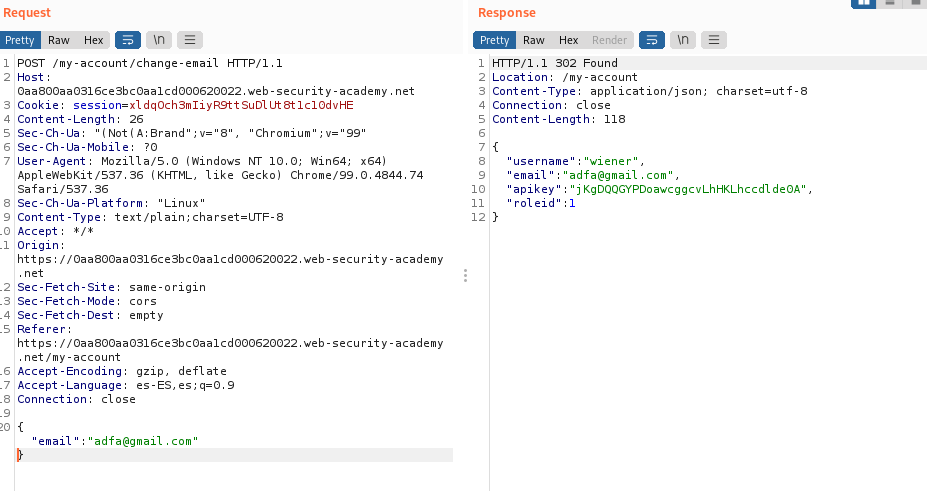 Request
Pretty Raw Hex \n
1 POST /my-account/change-email HTTP/1.1
2 Host:
0aa800aa0316ce3bc0aa1cd000620022.web-security-academy.net
3 Cookie: session=xldqOch3mIiyR9ttSuDlUt8t1c10dvHE
4 Content-Length: 26
5 Sec-Ch-Ua: "(Not(A:Brand";v="8", "Chromium";v="99"
6 Sec-Ch-Ua-Mobile: ?0
7 User-Agent: Mozilla/5.0 (Windows NT 10.0; Win64; x64)
AppleWebKit/537.36 (KHTML, like Gecko) Chrome/99.0.4844.74
Safari/537.36
8 Sec-Ch-Ua-Platform: "Linux"
9 Content-Type: text/plain;charset=UTF-8
10 Accept: */*
11 Origin:
https://0aa800aa0316ce3bc0aa1cd000620022.web-security-academy
.net
12 Sec-Fetch-Site: same-origin
13 Sec-Fetch-Mode: cors
14 Sec-Fetch-Dest: empty
15 Referer:
https://0aa800aa0316ce3bc0aa1cd000620022.web-security-academy
.net/my-account
16 Accept-Encoding: gzip, deflate
17 Accept-Language: es-ES,es;q=0.9
18 Connection: close
19
20 {
"email":"adfa@gmail.com"
}
Response
Pretty Raw Hex Render \n
1 HTTP/1.1 302 Found
2 Location: /my-account
3 Content-Type: application/json; charset=utf-8
4 Connection: close
5 Content-Length: 118
6
7 {
8 "username":"wiener",
9 "email":"adfa@gmail.com",
10 "apikey":"jKgDQQGYPDoawcggcvLhHKLhccdlde0A",
11 "roleid":1
12 }